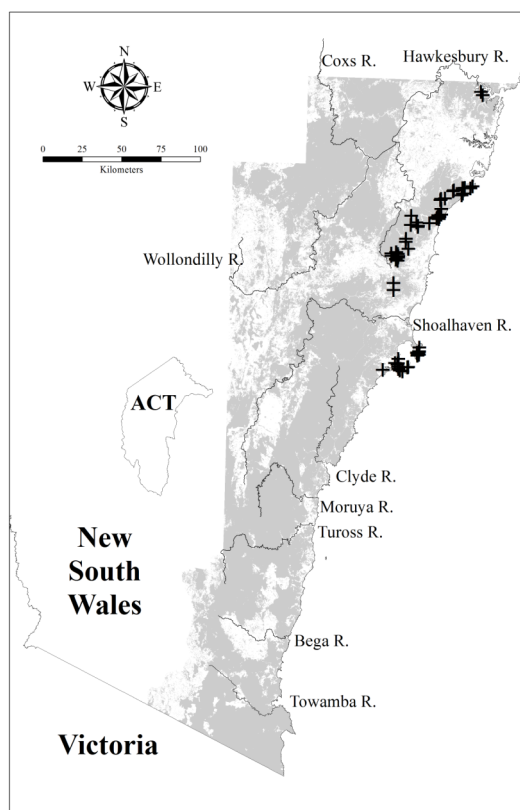 Coxs R.
Hawkesbury R.
N
W E
S
0 25 50 75 100
Kilometers
Wollondilly R.
Shoalhaven R.
ACT
Clyde R.
Moruya R.
Tuross R.
New
South
Wales
Bega R.
Towamba R.
Victoria